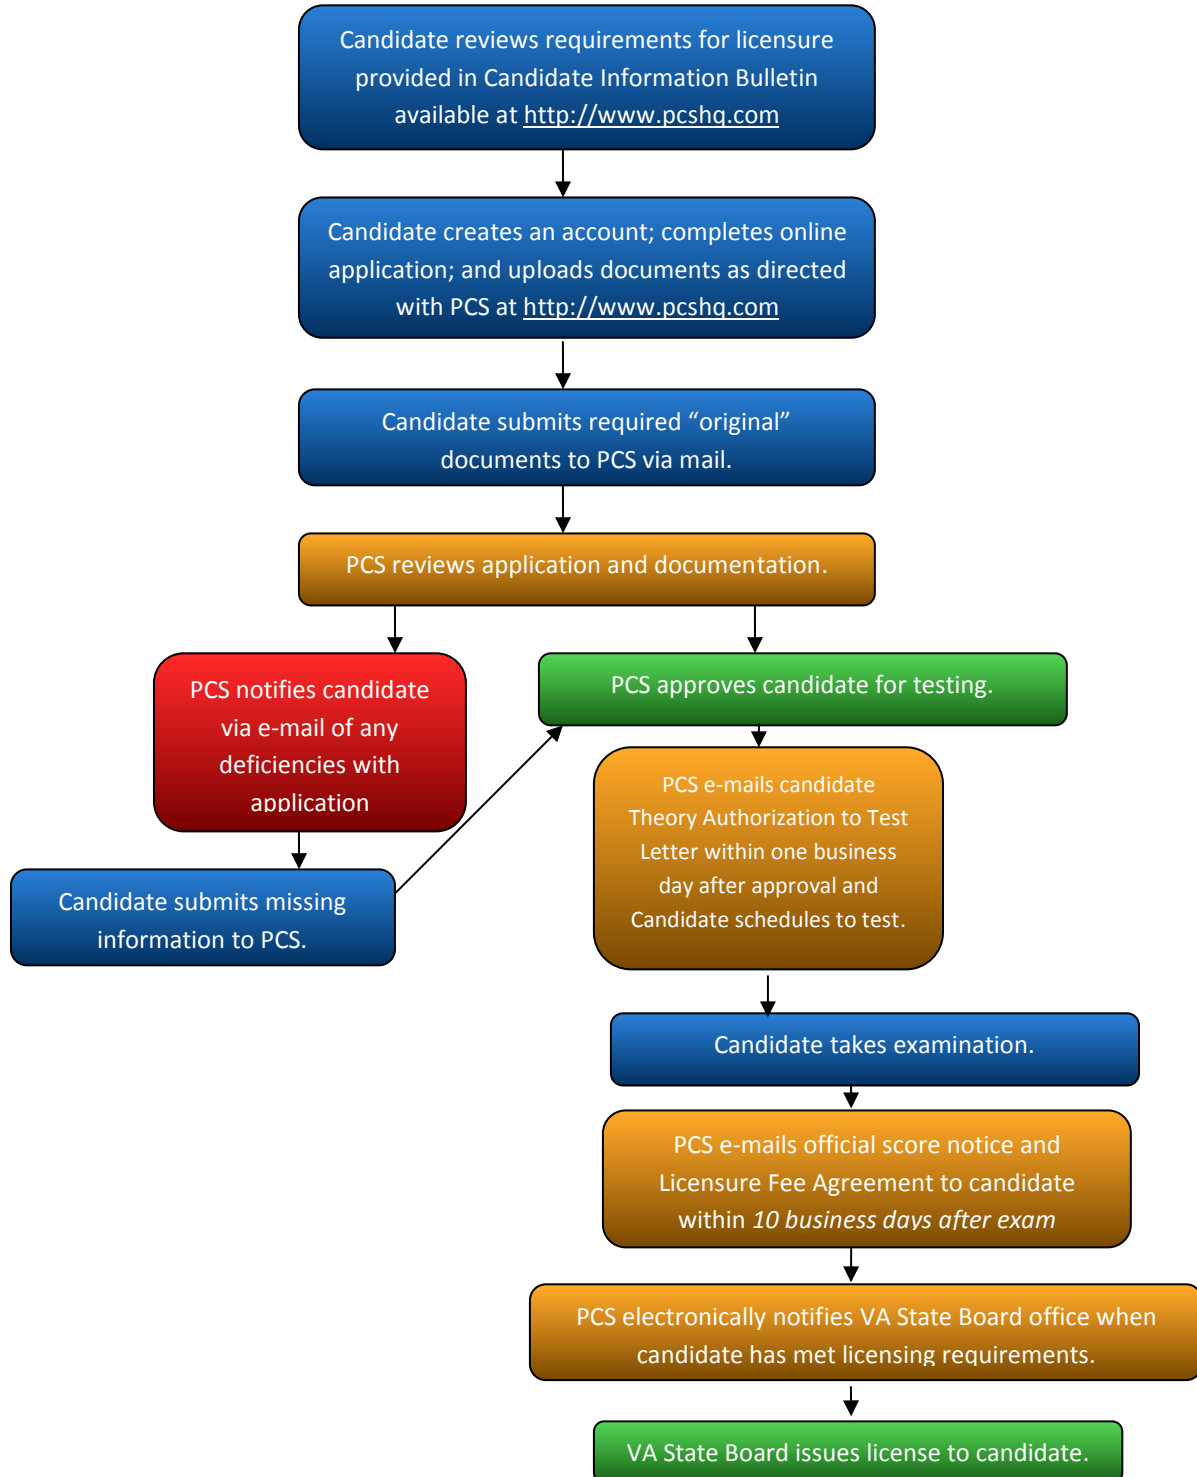 Candidate reviews requirements for licensure
provided in Candidate Information Bulletin
available at http://www.pcshq.com
Candidate creates an account; completes online
application; and uploads documents as directed
with PCS at http://www.pcshq.com
Candidate submits required “original”
documents to PCS via mail.
PCS reviews application and documentation.
PCS notifies candidate
via e-mail of any
deficiencies with
application
Candidate submits missing
information to PCS.
PCS approves candidate for testing.
PCS e-mails candidate
Theory Authorization to Test
Letter within one business
day after approval and
Candidate schedules to test.
Candidate takes examination.
PCS e-mails official score notice and
Licensure Fee Agreement to candidate
within 10 business days after exam
PCS electronically notifies VA State Board office when
candidate has met licensing requirements.
VA State Board issues license to candidate.